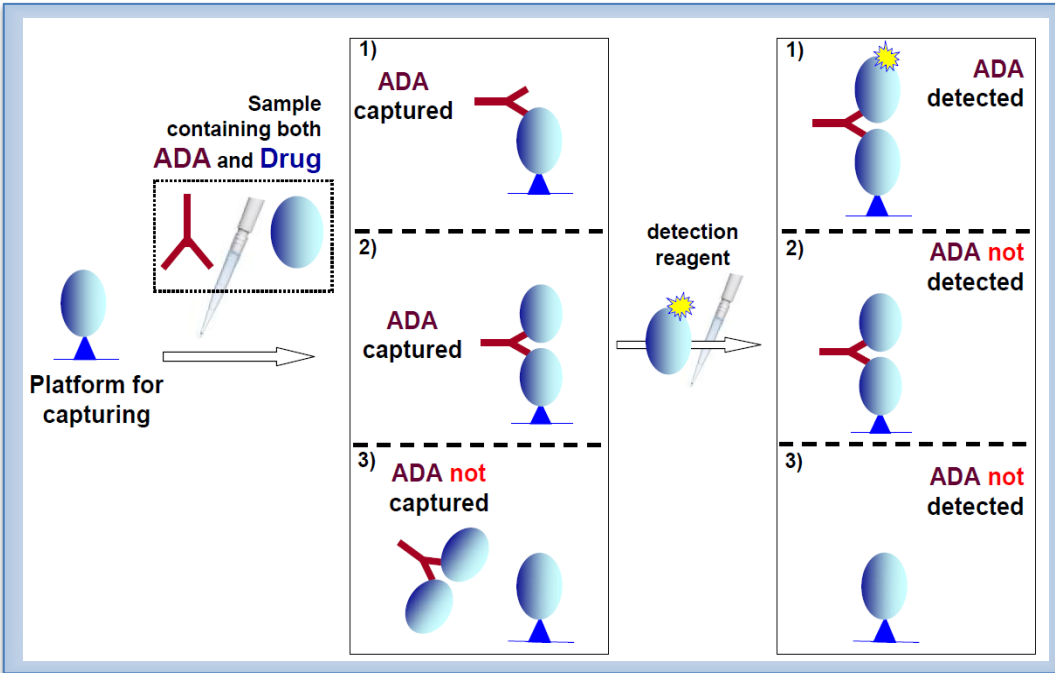 Sample
containing both
ADA and Drug
Platform for
capturing
1)
ADA
captured
2)
ADA
captured
3)
ADA not
captured
detection
reagent
1)
ADA
detected
2)
ADA not
detected
3)
ADA not
detected